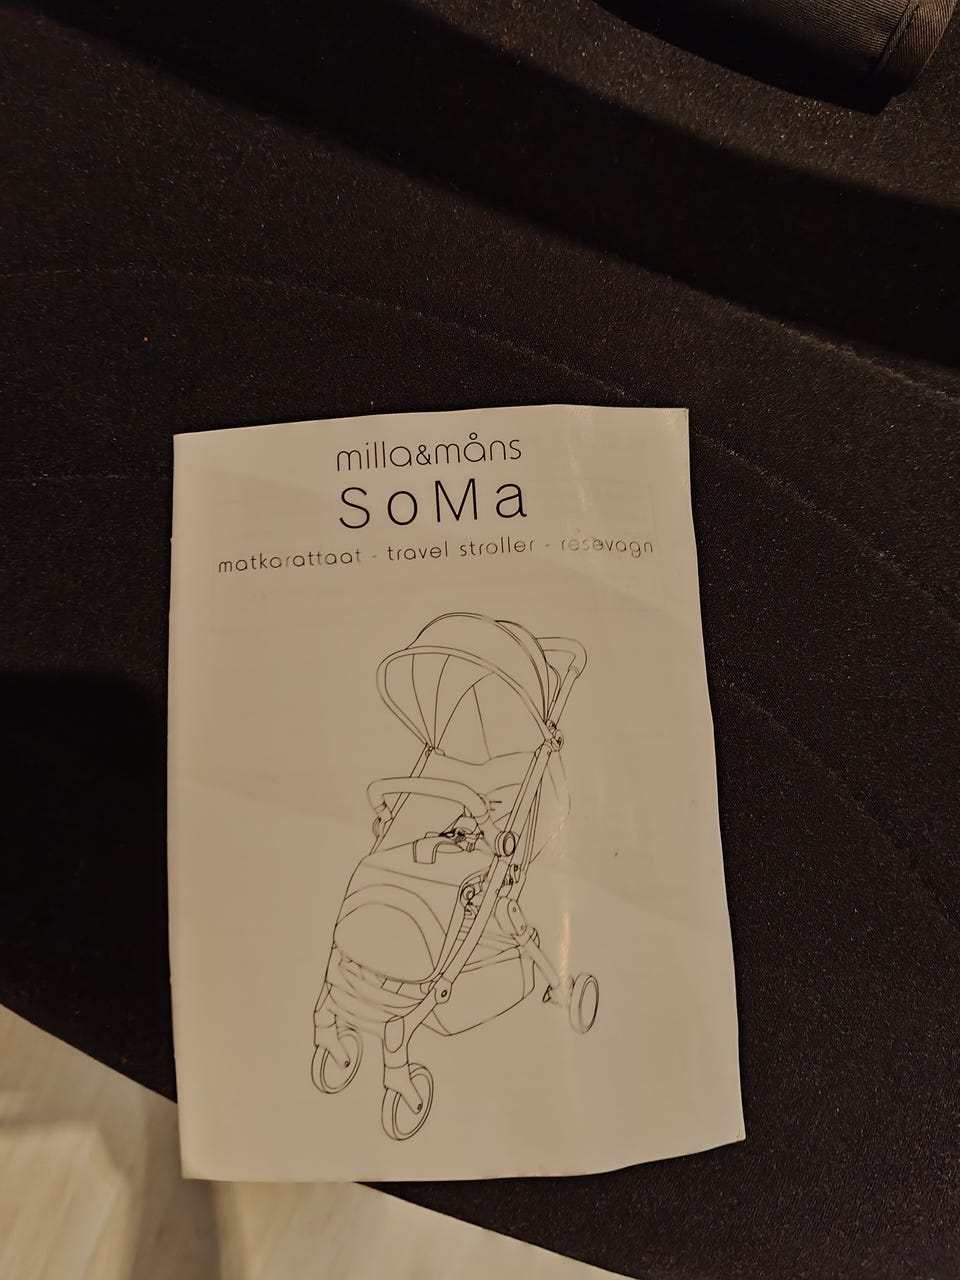 milla&måns
SoMa
matkarattaat - travel stroller - resevagn